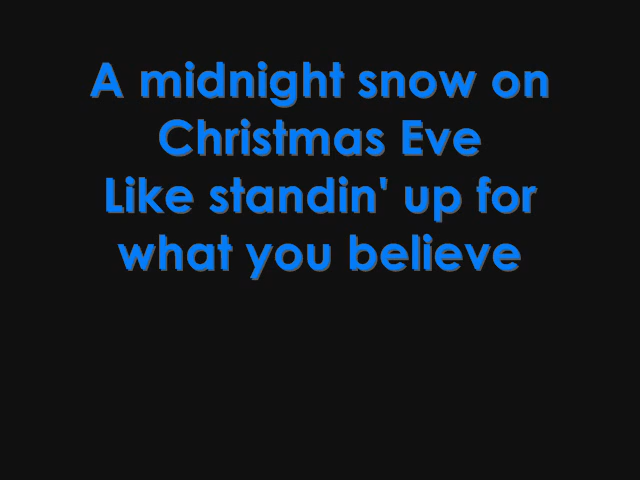 A midnight snow on
Christmas Eve
Like standin' up for
what you believe